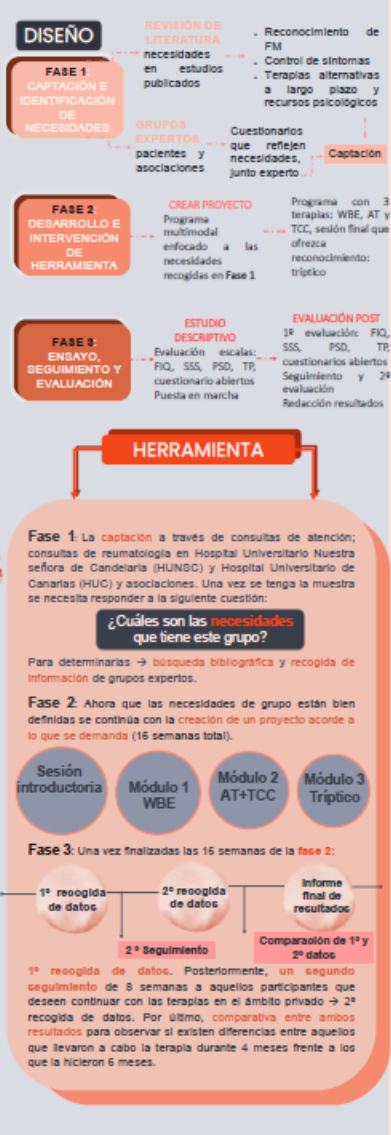 DISEÑO
FASE 1:
CAPTACIÓN E
IDENTIFICACIÓN
DE
NECESIDADES
REVISIÓN DE
LITERATURA
necesidades
en estudios
publicados
. Reconocimiento de
FM
. Control de síntomas
. Terapias alternativas
a largo plazo y
recursos psicológicos
GRUPOS
EXPERTOS
pacientes y
asociaciones
Cuestionarios
que reflejen
necesidades,
junto experto
Captación
FASE 2:
DESARROLLO E
INTERVENCIÓN
DE
HERRAMIENTA
CREAR PROYECTO
Programa
multimodal
enfocado a las
necesidades
recogidas en Fase 1
Programa con 3
terapias: WBE, AT y
TCC, sesión final que
ofrezca
reconocimiento:
tríptico
FASE 3:
ENSAYO,
SEGUIMIENTO Y
EVALUACIÓN
ESTUDIO
DESCRIPTIVO
Evaluación escalas:
FIQ, SSS, PSD, TP,
cuestionario abiertos
Puesta en marcha
EVALUACIÓN POST
1ª evaluación: FIQ,
SSS, PSD, TP,
cuestionarios abiertos
Seguimiento y 2ª
evaluación
Redacción resultados
HERRAMIENTA
Fase 1: La captación a través de consultas de atención;
consultas de reumatología en Hospital Universitario Nuestra
señora de Candelaria (HUNSC) y Hospital Universitario de
Canarias (HUC) y asociaciones. Una vez se tenga la muestra
se necesita responder a la siguiente cuestión:
¿Cuáles son las necesidades
que tiene este grupo?
Para determinarlas → búsqueda bibliográfica y recogida de
información de grupos expertos.
Fase 2: Ahora que las necesidades de grupo están bien
definidas se continúa con la creación de un proyecto acorde a
lo que se demanda (16 semanas total).
Sesión
introductoria
Módulo 1
WBE
Módulo 2
AT+TCC
Módulo 3
Tríptico
Fase 3: Una vez finalizadas las 16 semanas de la fase 2:
1º recogida
de datos
2º recogida
de datos
Informe
final de
resultados
2 º Seguimiento
Comparación de 1º y
2º datos
1º recogida de datos. Posteriormente, un segundo
seguimiento de 8 semanas a aquellos participantes que
deseen continuar con las terapias en el ámbito privado → 2º
recogida de datos. Por último, comparativa entre ambos
resultados para observar si existen diferencias entre aquellos
que llevaron a cabo la terapia durante 4 meses frente a los
que la hicieron 6 meses.